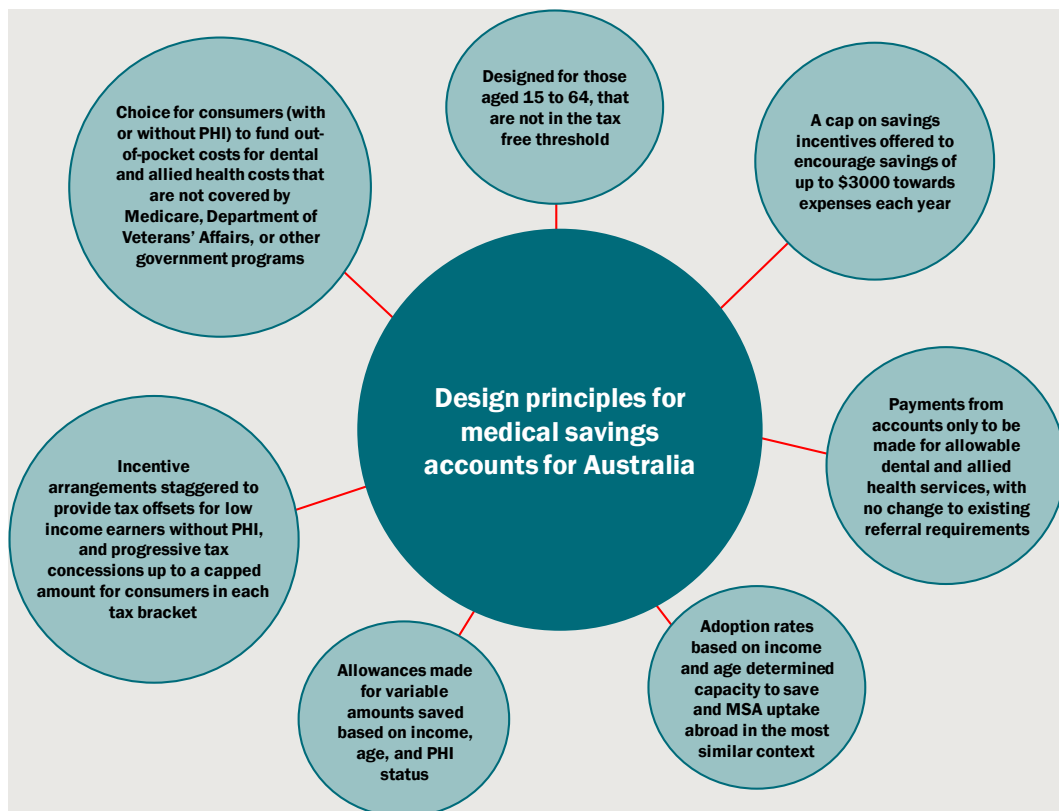 Design principles for
medical savings
accounts for Australia
Designed for those
aged 15 to 64, that
are not in the tax
free threshold
A cap on savings
incentives offered to
encourage savings of
up to $3000 towards
expenses each year
Payments from
accounts only to be
made for allowable
dental and allied
health services, with
no change to existing
referral requirements
Adoption rates
based on income
and age determined
capacity to save
and MSA uptake
abroad in the most
similar context
Allowances made
for variable
amounts saved
based on income,
age, and PHI
status
Incentive
arrangements staggered to
provide tax offsets for low
income earners without PHI,
and progressive tax
concessions up to a capped
amount for consumers in each
tax bracket
Choice for consumers (with
or without PHI) to fund out-
of-pocket costs for dental
and allied health costs that
are not covered by
Medicare, Department of
Veterans’ Affairs, or other
government programs